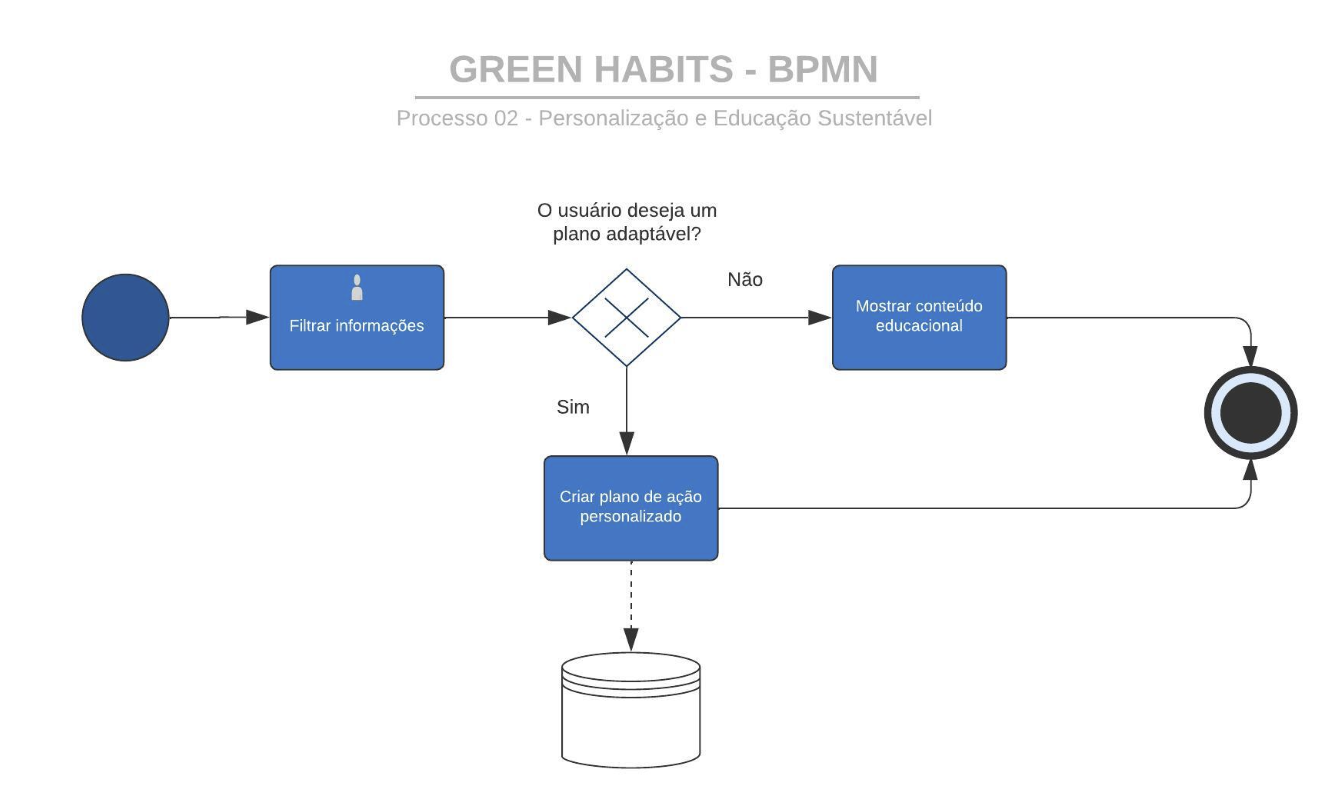 GREEN HABITS - BPMN
Processo 02 - Personalização e Educação Sustentável
O usuário deseja um
plano adaptável?
Não
Filtrar informações
Mostrar conteúdo
educacional
Sim
Criar plano de ação
personalizado